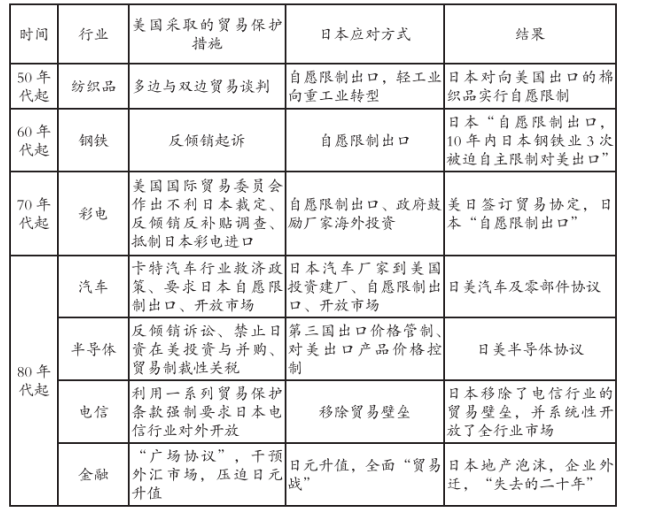 时间 行业 美国采取的贸易保护措施 日本应对方式 结果
50年代起 纺织品 多边与双边贸易谈判 自愿限制出口，轻工业向重工业转型 日本对向美国出口的棉织品实行自愿限制
60年代起 钢铁 反倾销起诉 自愿限制出口 日本“自愿限制出口，10年内日本钢铁业3次被迫自主限制对美出口”
70年代起 彩电 美国国际贸易委员会作出不利日本裁定、反倾销反补贴调查、抵制日本彩电进口 自愿限制出口、政府鼓励厂家海外投资 美日签订贸易协定，日本“自愿限制出口”
80年代起 汽车 卡特汽车行业救济政策、要求日本自愿限制出口、开放市场 日本汽车厂家到美国投资建厂、自愿限制出口、开放市场 日美汽车及零部件协议
半导体 反倾销诉讼、禁止日资在美投资与并购、贸易制裁性关税 第三国出口价格管制、对美出口产品价格控制 日美半导体协议
电信 利用一系列贸易保护条款强制要求日本电信行业对外开放 移除贸易壁垒 日本移除了电信行业的贸易壁垒，并系统性开放了全行业市场
金融 “广场协议”，干预外汇市场，压迫日元升值 日元升值，全面“贸易战” 日本地产泡沫，企业外迁，“失去的二十年”